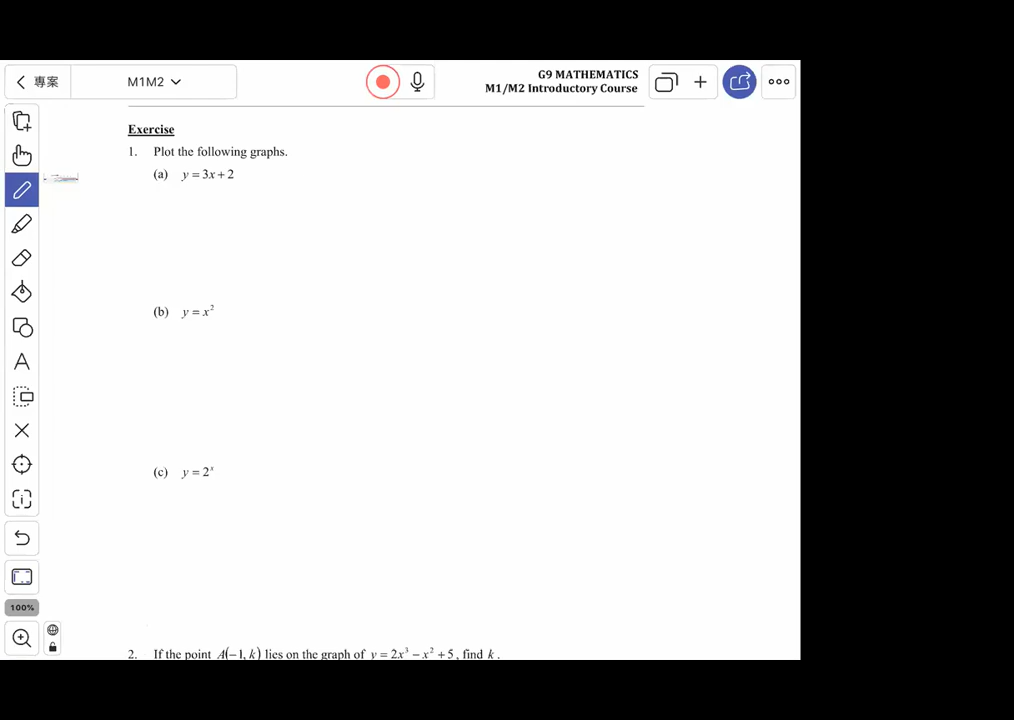 専案
M1M2
G9 MATHEMATICS
M1/M2 Introductory Course
Exercise
1. Plot the following graphs.
(a) y = 3x + 2
(b) y = x²
(c) y = 2ˣ
100%
2. If the point A(−1, k) lies on the graph of y = 2x³ − x² + 5, find k.